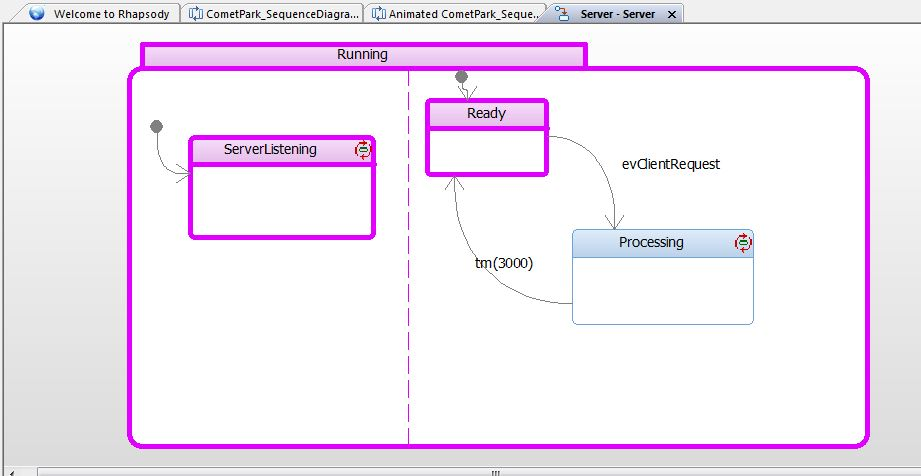 Welcome to Rhapsody
CometPark_SequenceDiagra...
Animated CometPark_Seque...
Server - Server
Running
Ready
ServerListening
evClientRequest
Processing
tm(3000)